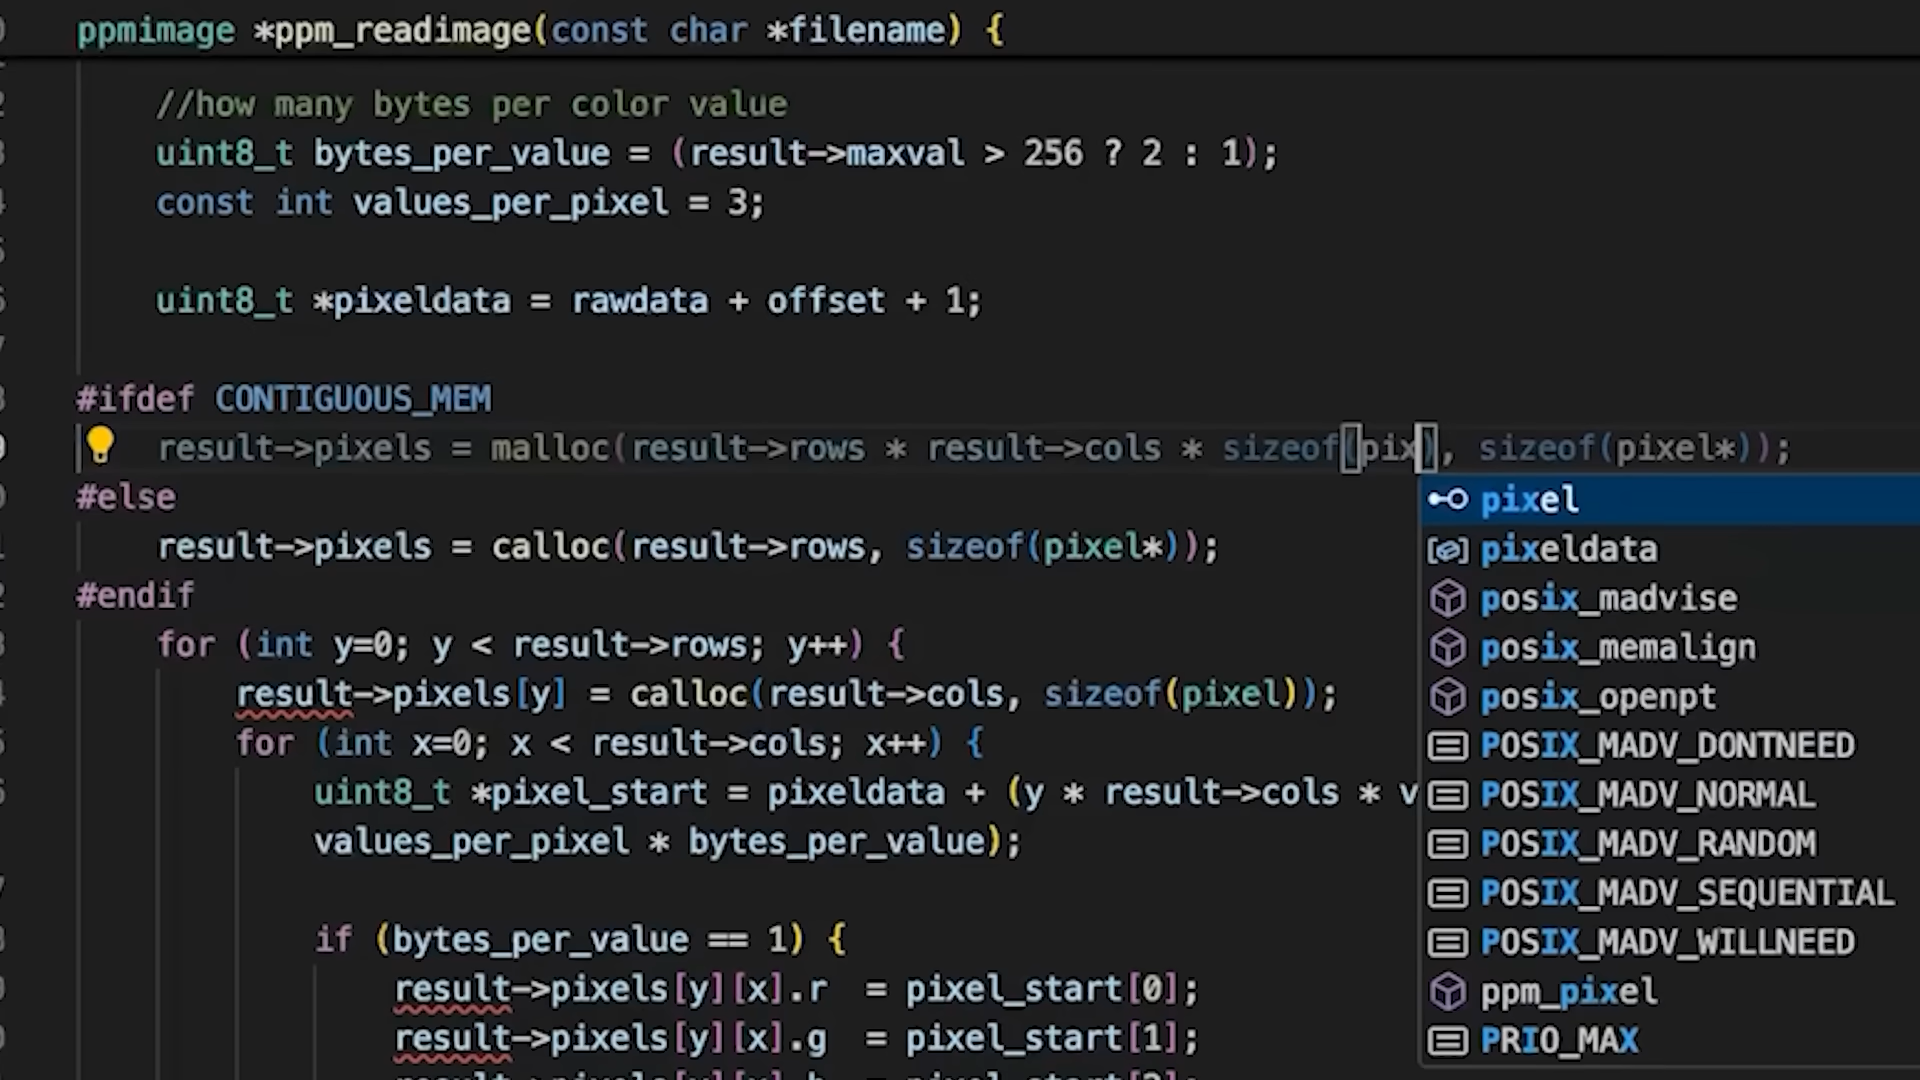 ppmimage *ppm_readimage(const char *filename) {
//how many bytes per color value
uint8_t bytes_per_value = (result->maxval > 256 ? 2 : 1);
const int values_per_pixel = 3;
uint8_t *pixeldata = rawdata + offset + 1;
#ifdef CONTIGUOUS_MEM
result->pixels = malloc(result->rows * result->cols * sizeof(pix), sizeof(pixel*));
#else
result->pixels = calloc(result->rows, sizeof(pixel*));
#endif
for (int y=0; y < result->rows; y++) {
result->pixels[y] = calloc(result->cols, sizeof(pixel));
for (int x=0; x < result->cols; x++) {
uint8_t *pixel_start = pixeldata + (y * result->cols * v
values_per_pixel * bytes_per_value);
if (bytes_per_value == 1) {
result->pixels[y][x].r = pixel_start[0];
result->pixels[y][x].g = pixel_start[1];
pixel
pixeldata
posix_madvise
posix_memalign
posix_openpt
POSIX_MADV_DONTNEED
POSIX_MADV_NORMAL
POSIX_MADV_RANDOM
POSIX_MADV_SEQUENTIAL
POSIX_MADV_WILLNEED
ppm_pixel
PRIO_MAX